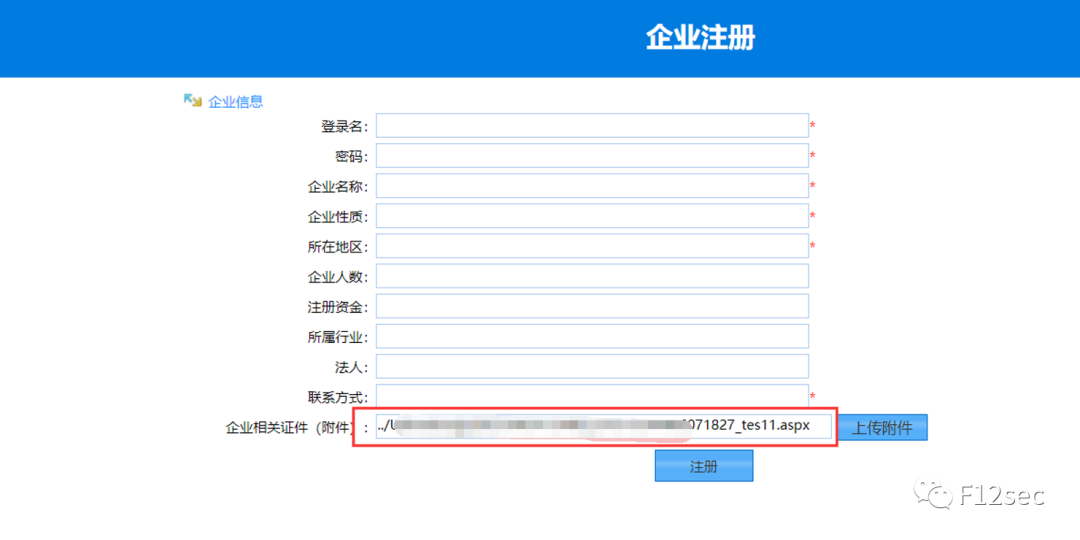 企业注册
企业信息
登录名： *
密码： *
企业名称： *
企业性质： *
所在地区： *
企业人数：
注册资金：
所属行业：
法人：
联系方式： *
企业相关证件（附件）： ../U 071827_tes11.aspx 上传附件
注册
F12sec